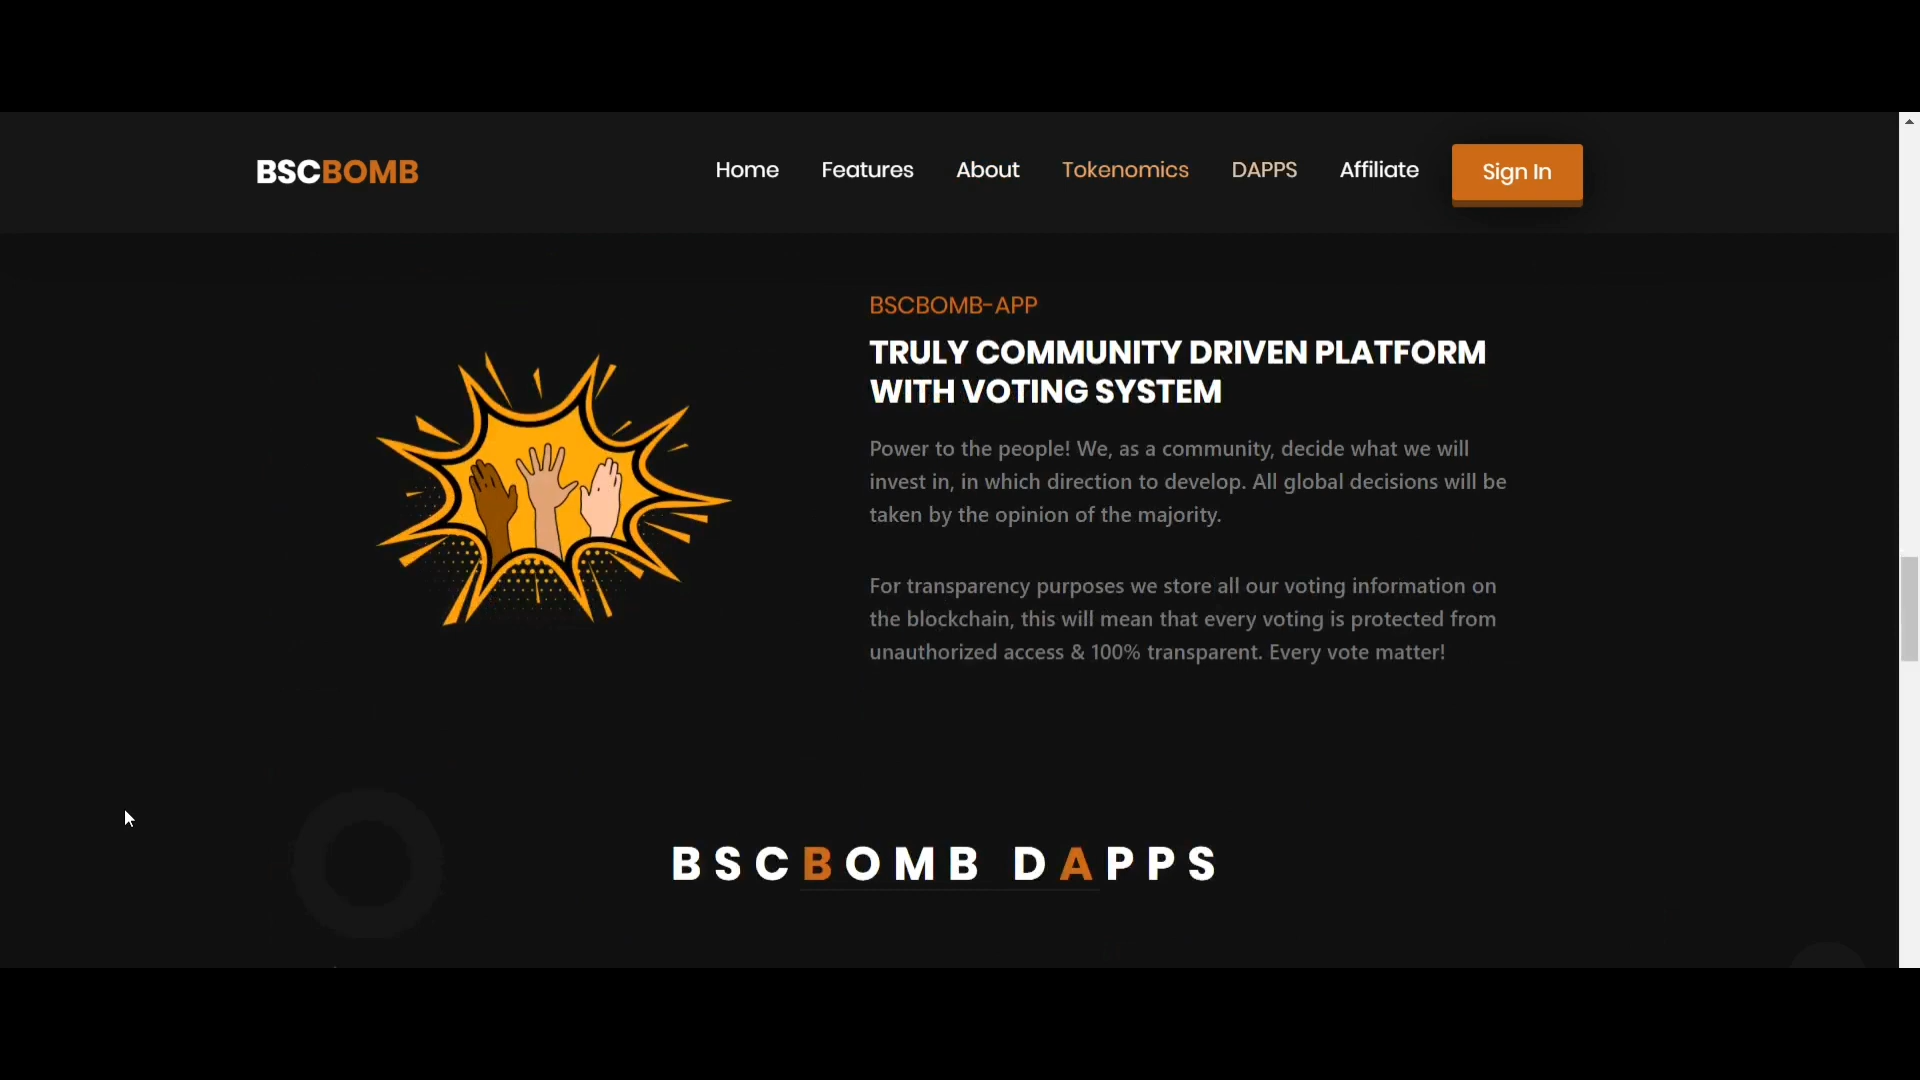 BSCBOMB
Home Features About Tokenomics DAPPS Affiliate Sign In
BSCBOMB-APP
TRULY COMMUNITY DRIVEN PLATFORM
WITH VOTING SYSTEM
Power to the people! We, as a community, decide what we will
invest in, in which direction to develop. All global decisions will be
taken by the opinion of the majority.
For transparency purposes we store all our voting information on
the blockchain, this will mean that every voting is protected from
unauthorized access & 100% transparent. Every vote matter!
BSCBOMB DAPPS